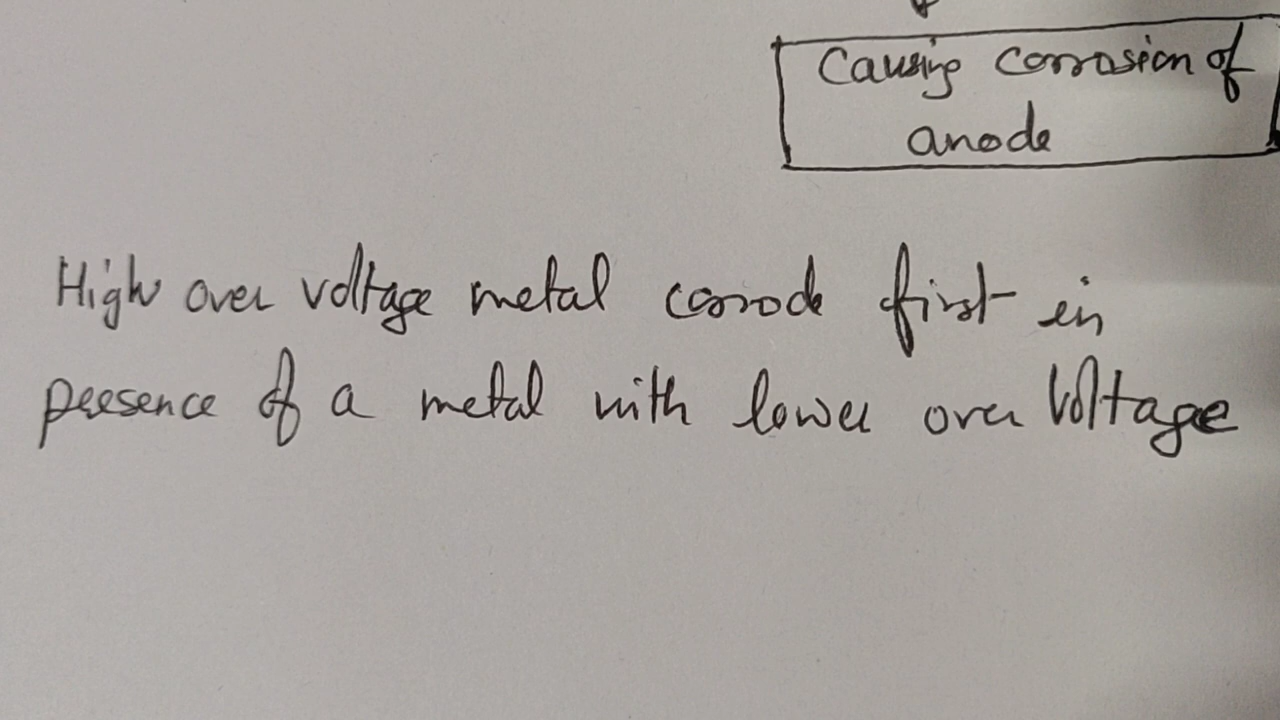 Causing corrosion of
anode
High over voltage metal corrode first in
presence of a metal with lower over voltage